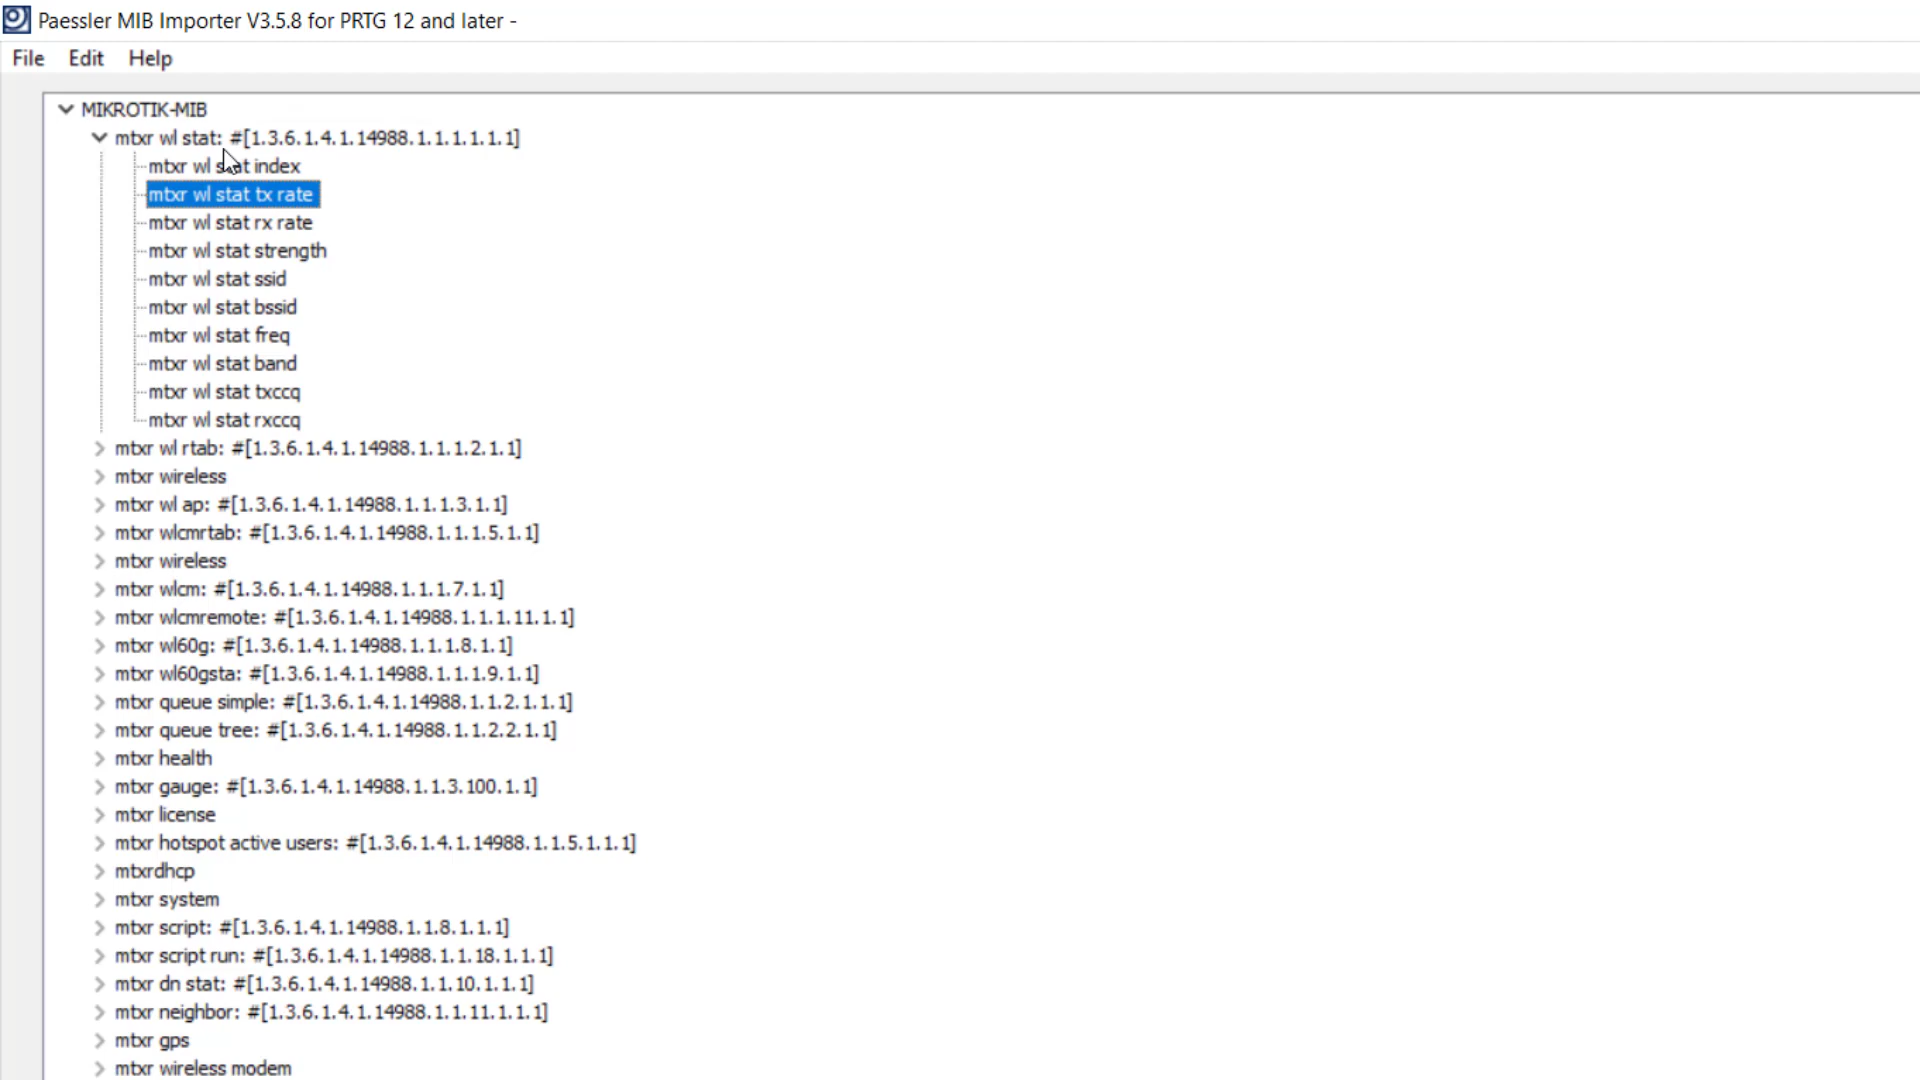 Paessler MIB Importer V3.5.8 for PRTG 12 and later -
File Edit Help
MIKROTIK-MIB
mtxr wl stat: #[1.3.6.1.4.1.14988.1.1.1.1.1.1]
mtxr wl stat index
mtxr wl stat tx rate
mtxr wl stat rx rate
mtxr wl stat strength
mtxr wl stat ssid
mtxr wl stat bssid
mtxr wl stat freq
mtxr wl stat band
mtxr wl stat txccq
mtxr wl stat rxccq
mtxr wl rtab: #[1.3.6.1.4.1.14988.1.1.1.2.1.1]
mtxr wireless
mtxr wl ap: #[1.3.6.1.4.1.14988.1.1.1.3.1.1]
mtxr wlcmrtab: #[1.3.6.1.4.1.14988.1.1.1.5.1.1]
mtxr wireless
mtxr wlcm: #[1.3.6.1.4.1.14988.1.1.1.7.1.1]
mtxr wlcmremote: #[1.3.6.1.4.1.14988.1.1.1.11.1.1]
mtxr wl60g: #[1.3.6.1.4.1.14988.1.1.1.8.1.1]
mtxr wl60gsta: #[1.3.6.1.4.1.14988.1.1.1.9.1.1]
mtxr queue simple: #[1.3.6.1.4.1.14988.1.1.2.1.1.1]
mtxr queue tree: #[1.3.6.1.4.1.14988.1.1.2.2.1.1]
mtxr health
mtxr gauge: #[1.3.6.1.4.1.14988.1.1.3.100.1.1]
mtxr license
mtxr hotspot active users: #[1.3.6.1.4.1.14988.1.1.5.1.1.1]
mtxrdhcp
mtxr system
mtxr script: #[1.3.6.1.4.1.14988.1.1.8.1.1.1]
mtxr script run: #[1.3.6.1.4.1.14988.1.1.18.1.1.1]
mtxr dn stat: #[1.3.6.1.4.1.14988.1.1.10.1.1.1]
mtxr neighbor: #[1.3.6.1.4.1.14988.1.1.11.1.1.1]
mtxr gps
mtxr wireless modem